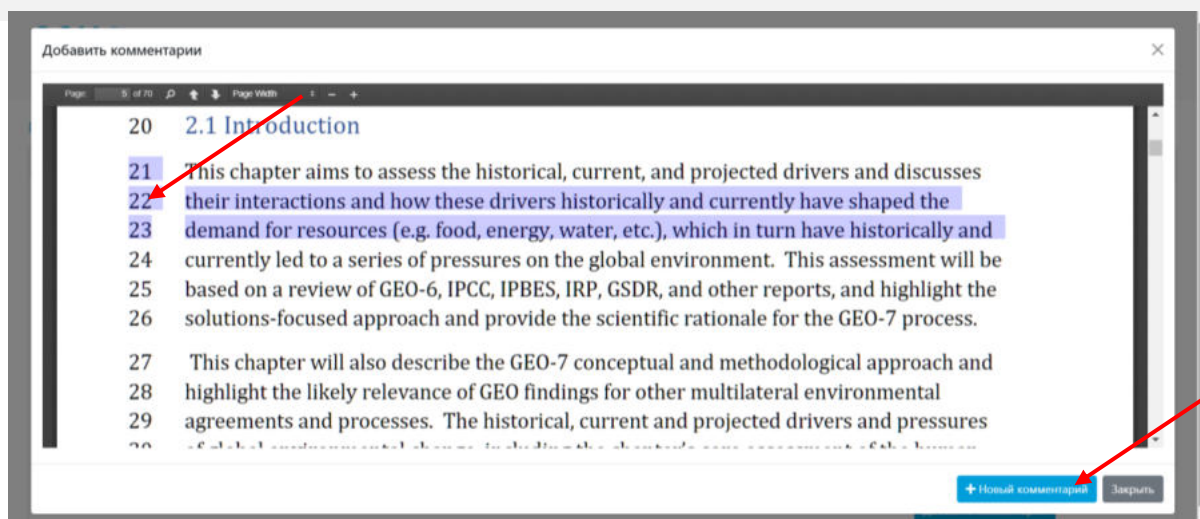 Добавить комментарии
×
Page: 5 of 70 Page Width - +
20 2.1 Introduction
21 This chapter aims to assess the historical, current, and projected drivers and discusses
22 their interactions and how these drivers historically and currently have shaped the
23 demand for resources (e.g. food, energy, water, etc.), which in turn have historically and
24 currently led to a series of pressures on the global environment. This assessment will be
25 based on a review of GEO-6, IPCC, IPBES, IRP, GSDR, and other reports, and highlight the
26 solutions-focused approach and provide the scientific rationale for the GEO-7 process.
27 This chapter will also describe the GEO-7 conceptual and methodological approach and
28 highlight the likely relevance of GEO findings for other multilateral environmental
29 agreements and processes. The historical, current and projected drivers and pressures
+ Новый комментарий Закрыть